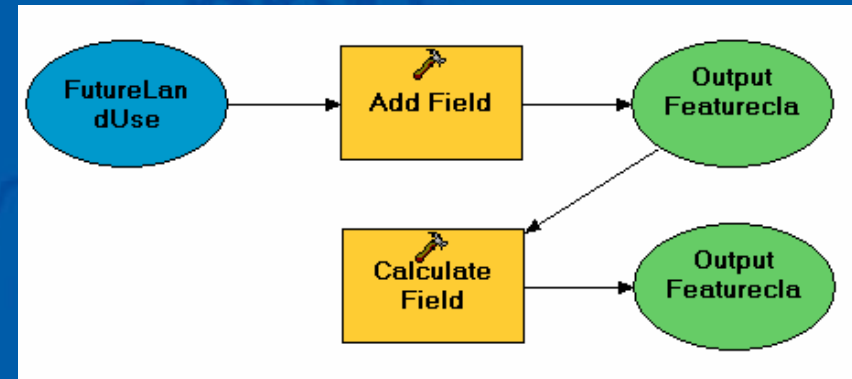 FutureLan
dUse
Add Field
Output
Featurecla
Calculate
Field
Output
Featurecla